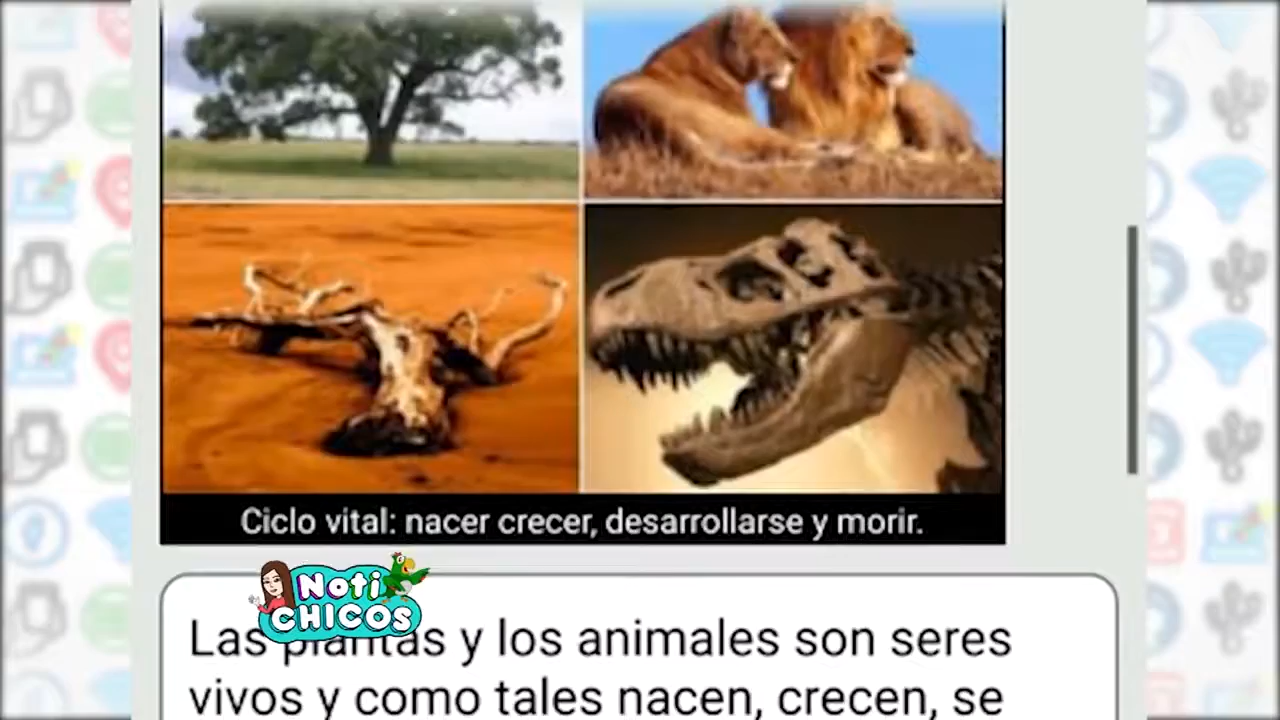 Ciclo vital: nacer crecer, desarrollarse y morir.
Noti
CHICOS
Las plantas y los animales son seres
vivos y como tales nacen, crecen, se